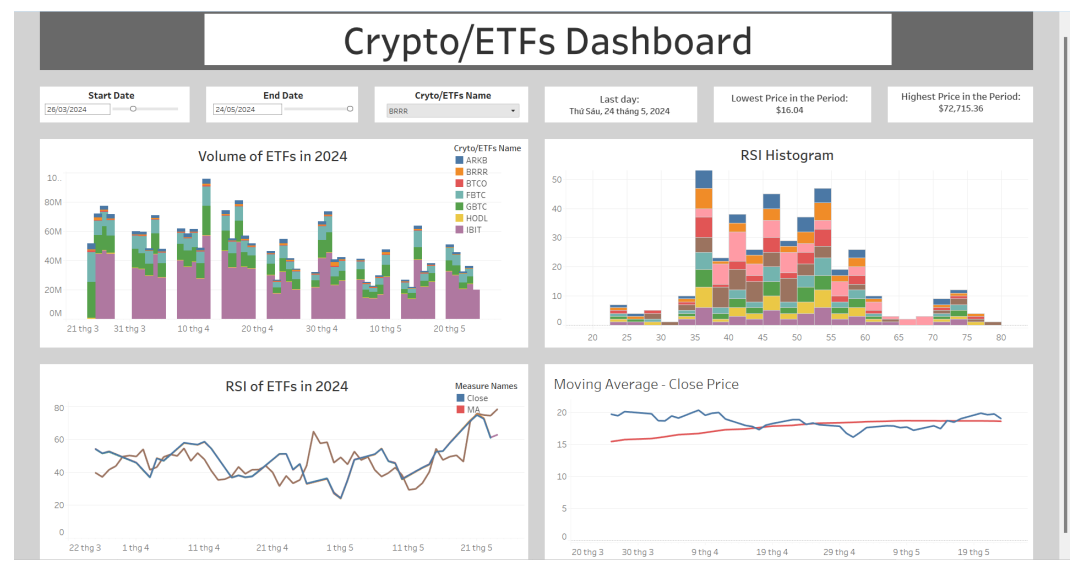 Crypto/ETFs Dashboard
Start Date
26/03/2024
End Date
24/05/2024
Cryto/ETFs Name
BRRR
Last day:
Thứ Sáu, 24 tháng 5, 2024
Lowest Price in the Period:
$16.04
Highest Price in the Period:
$72,715.36
Volume of ETFs in 2024
Cryto/ETFs Name
ARKB
BRRR
BTCO
FBTC
GBTC
HODL
IBIT
10..
80M
60M
40M
20M
0M
21 thg 3 31 thg 3 10 thg 4 20 thg 4 30 thg 4 10 thg 5 20 thg 5
RSI Histogram
50
40
30
20
10
0
20 25 30 35 40 45 50 55 60 65 70 75 80
RSI of ETFs in 2024
Measure Names
Close
MA
80
60
40
20
0
22 thg 3 1 thg 4 11 thg 4 21 thg 4 1 thg 5 11 thg 5 21 thg 5
Moving Average - Close Price
20
15
10
5
0
20 thg 3 30 thg 3 9 thg 4 19 thg 4 29 thg 4 9 thg 5 19 thg 5